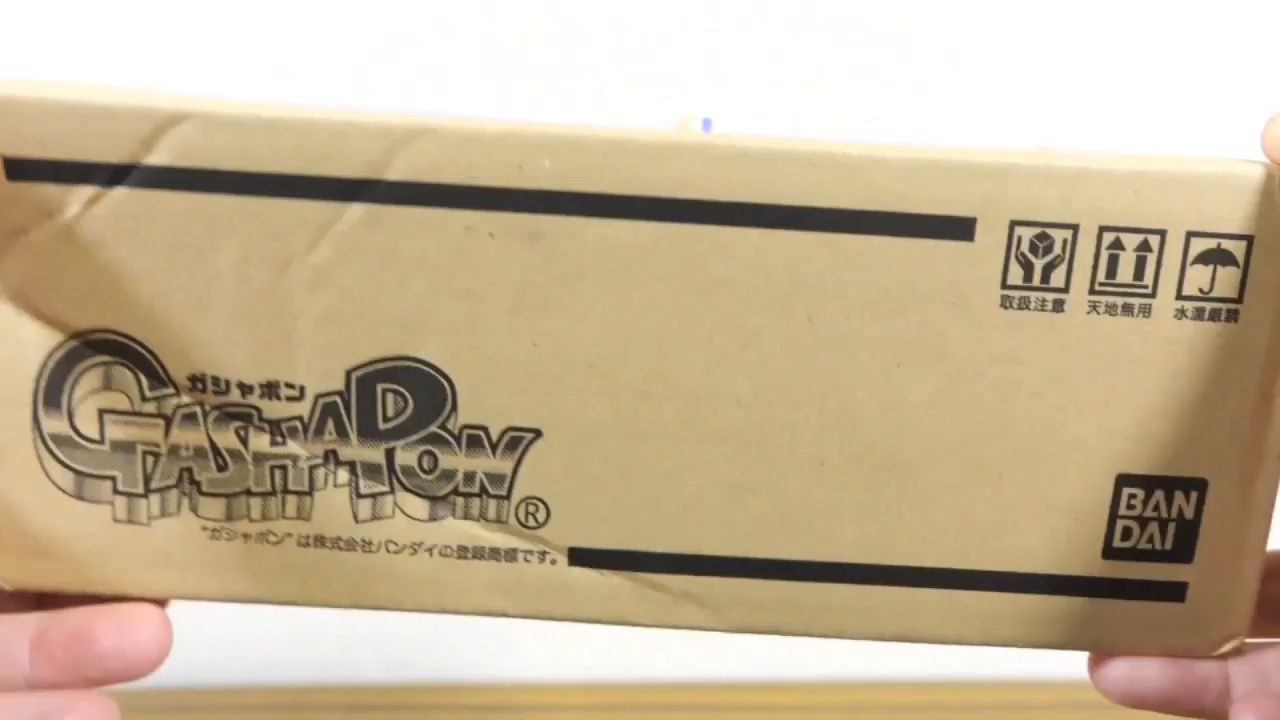 取扱注意
天地無用
水濡厳禁
ガシャポン
GASHAPON®
"ガシャポン"は株式会社バンダイの登録商標です。
BAN
DAI